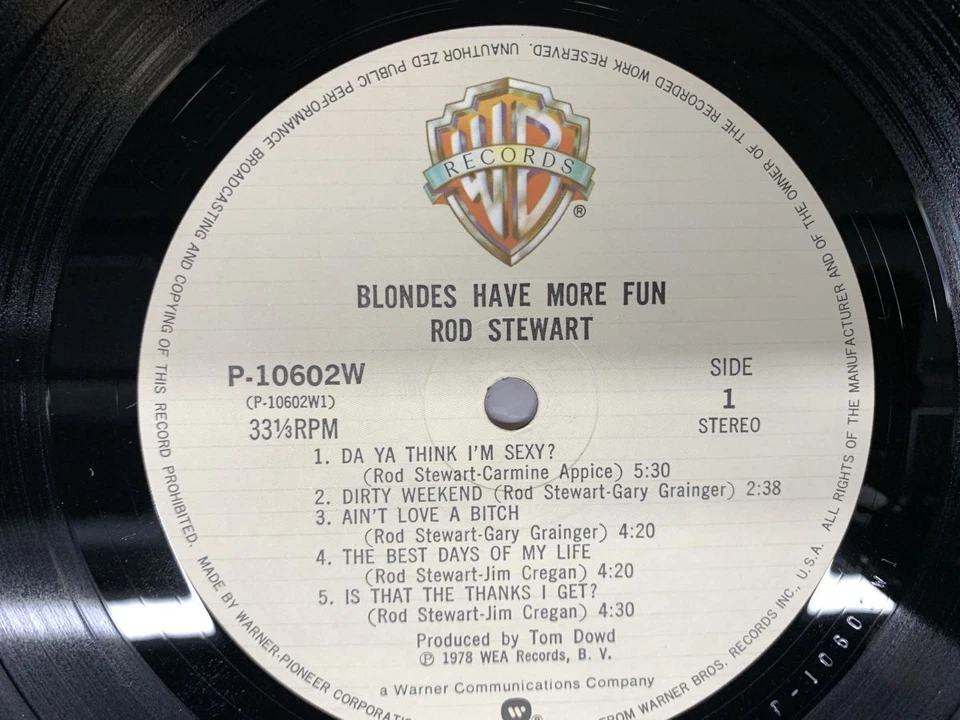 WB
RECORDS
®
BLONDES HAVE MORE FUN
ROD STEWART
P-10602W
(P-10602W1)
33⅓RPM
SIDE
1
STEREO
1. DA YA THINK I'M SEXY?
(Rod Stewart-Carmine Appice) 5:30
2. DIRTY WEEKEND (Rod Stewart-Gary Grainger) 2:38
3. AIN'T LOVE A BITCH
(Rod Stewart-Gary Grainger) 4:20
4. THE BEST DAYS OF MY LIFE
(Rod Stewart-Jim Cregan) 4:20
5. IS THAT THE THANKS I GET?
(Rod Stewart-Jim Cregan) 4:30
Produced by Tom Dowd
℗ 1978 WEA Records, B. V.
a Warner Communications Company
®
MADE BY WARNER-PIONEER CORPORATI
FROM WARNER BROS. RECORDS INC., U.S.A. ALL RIGHTS OF THE MANUFACTURER AND OF THE OWNER OF THE RECORDED WORK RESERVED. UNAUTHOR ZED PUBLIC PERFORMANCE BROADCASTING AND COPYING OF THIS RECORD PROHIBITED.